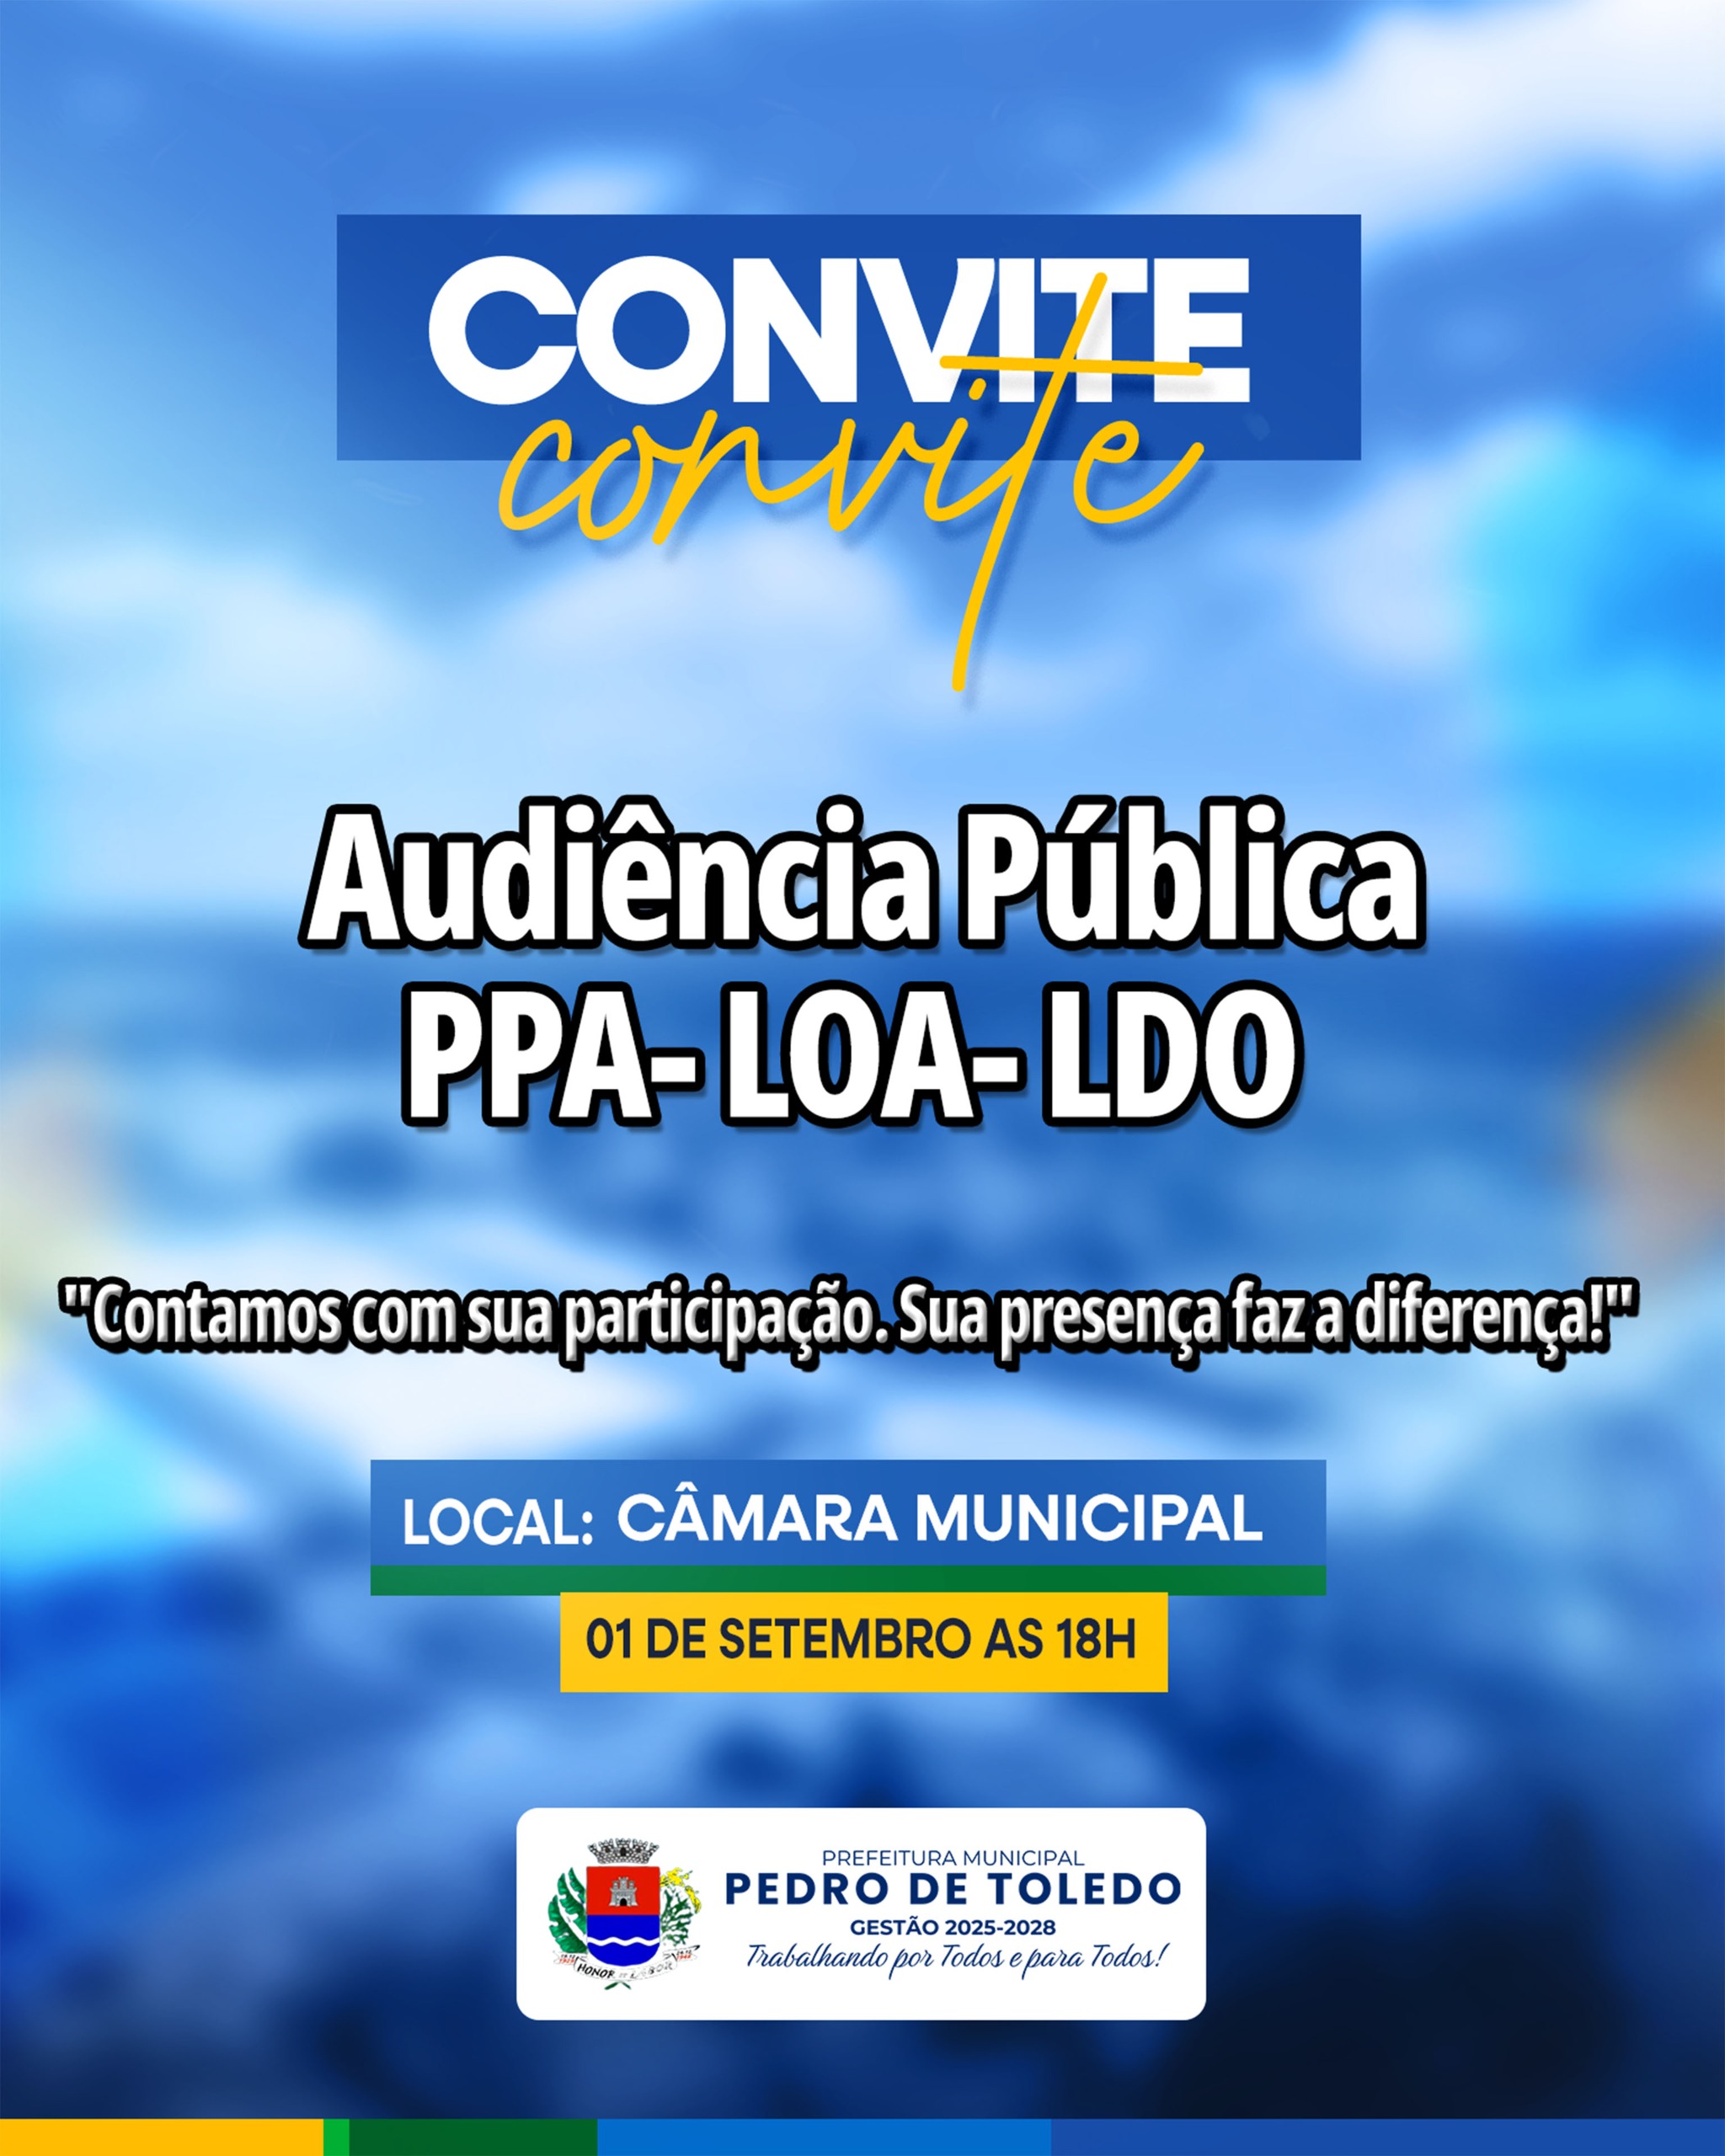 CONVITE
convite
Audiência Pública
PPA- LOA- LDO
"Contamos com sua participação. Sua presença faz a diferença!"
LOCAL: CÂMARA MUNICIPAL
01 DE SETEMBRO AS 18H
PREFEITURA MUNICIPAL
PEDRO DE TOLEDO
GESTÃO 2025-2028
Trabalhando por Todos e para Todos!
HONOR